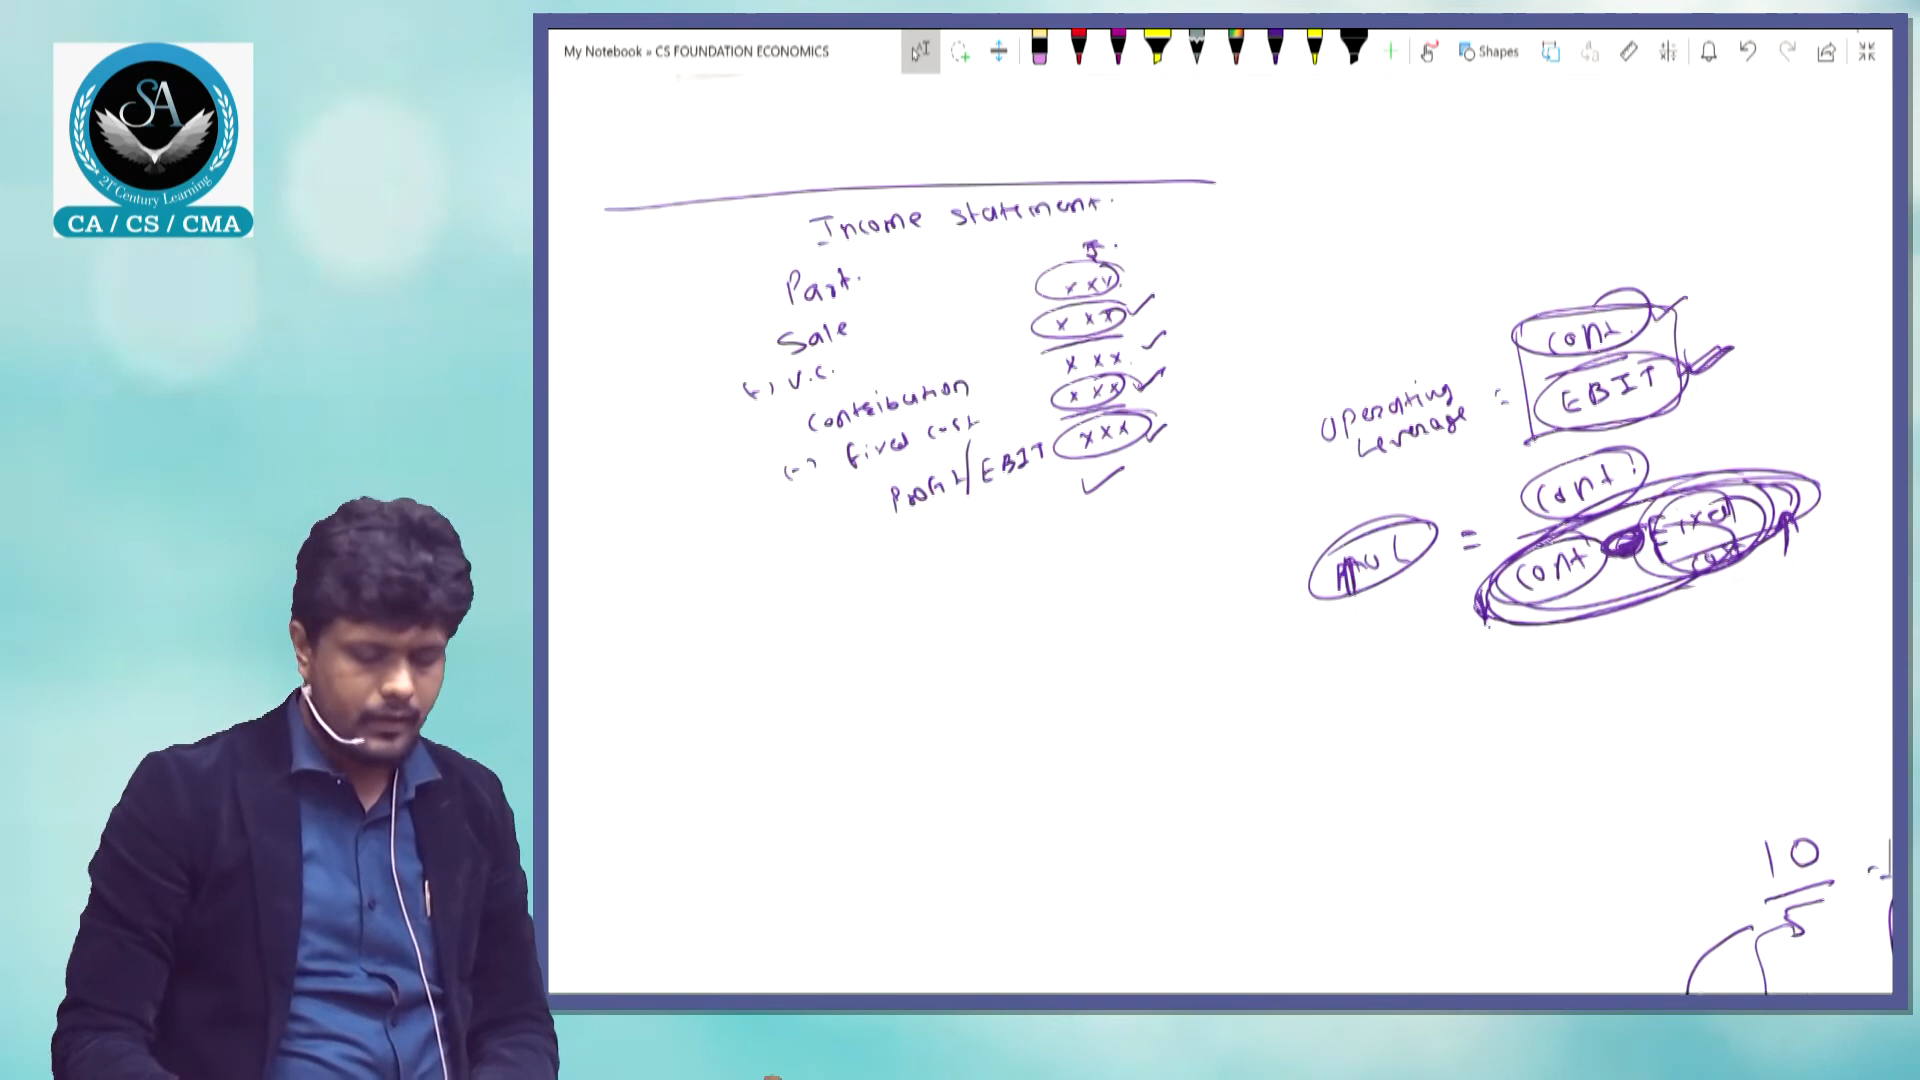 SA
21st Century Learning
CA / CS / CMA
My Notebook » CS FOUNDATION ECONOMICS
Shapes
Income statement.
Part.
Sale
(-) v.c.
Contribution
(-) fixed cost
Profit/EBIT
xxx
xxx
xxx
xxx
xxx
Operating Leverage = Cont. / EBIT
= Cont. / Cont - Fixed cost
10
5